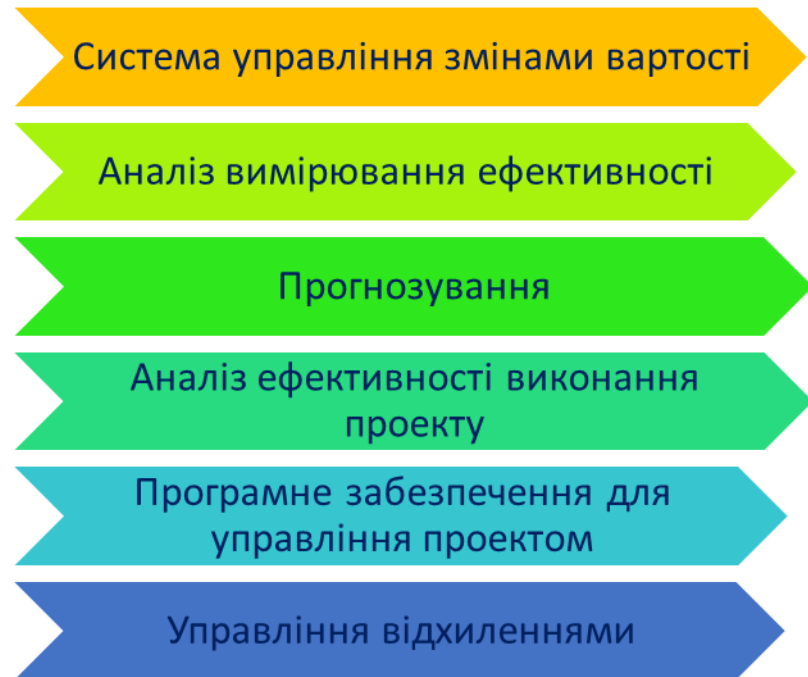 Система управління змінами вартості
Аналіз вимірювання ефективності
Прогнозування
Аналіз ефективності виконання
проекту
Програмне забезпечення для
управління проектом
Управління відхиленнями